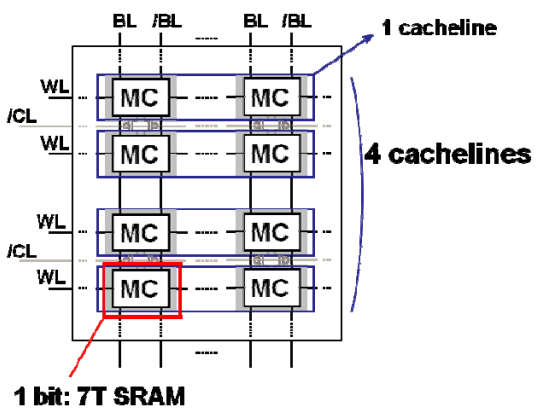 BL /BL ...... BL /BL
1 cacheline
WL MC ...... MC ...
/CL
WL MC ...... MC ...
4 cachelines
WL MC ...... MC ...
/CL
WL MC ...... MC ...
......
1 bit: 7T SRAM